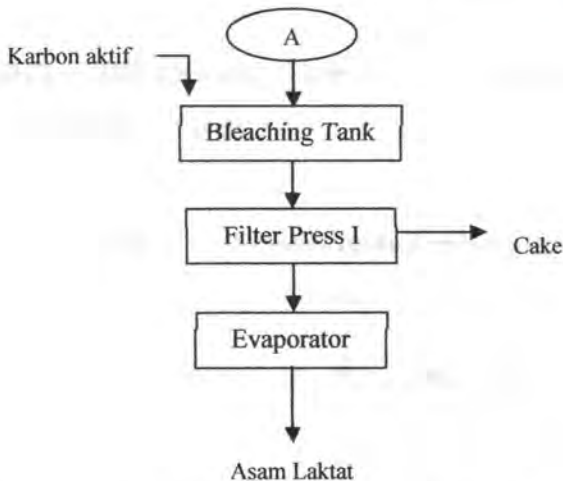 A
Karbon aktif
Bleaching Tank
Filter Press I
Cake
Evaporator
Asam Laktat